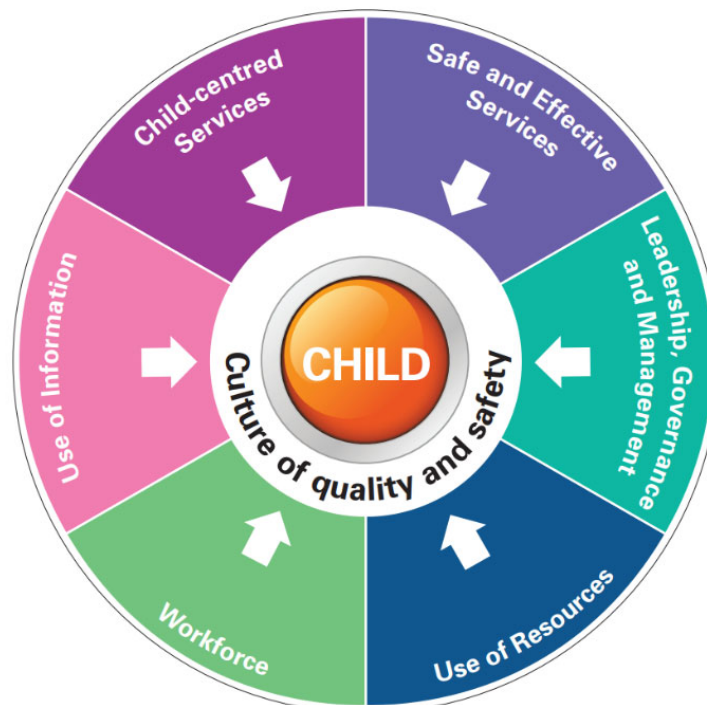 Child-centred
Services
Safe and Effective
Services
Leadership, Governance
and Management
Use of Resources
Workforce
Use of Information
CHILD
Culture of quality and safety